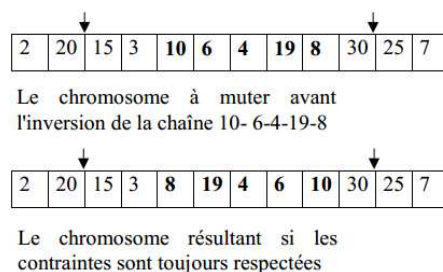 2 20 15 3 10 6 4 19 8 30 25 7
Le chromosome à muter avant
l'inversion de la chaîne 10- 6-4-19-8
2 20 15 3 8 19 4 6 10 30 25 7
Le chromosome résultant si les
contraintes sont toujours respectées